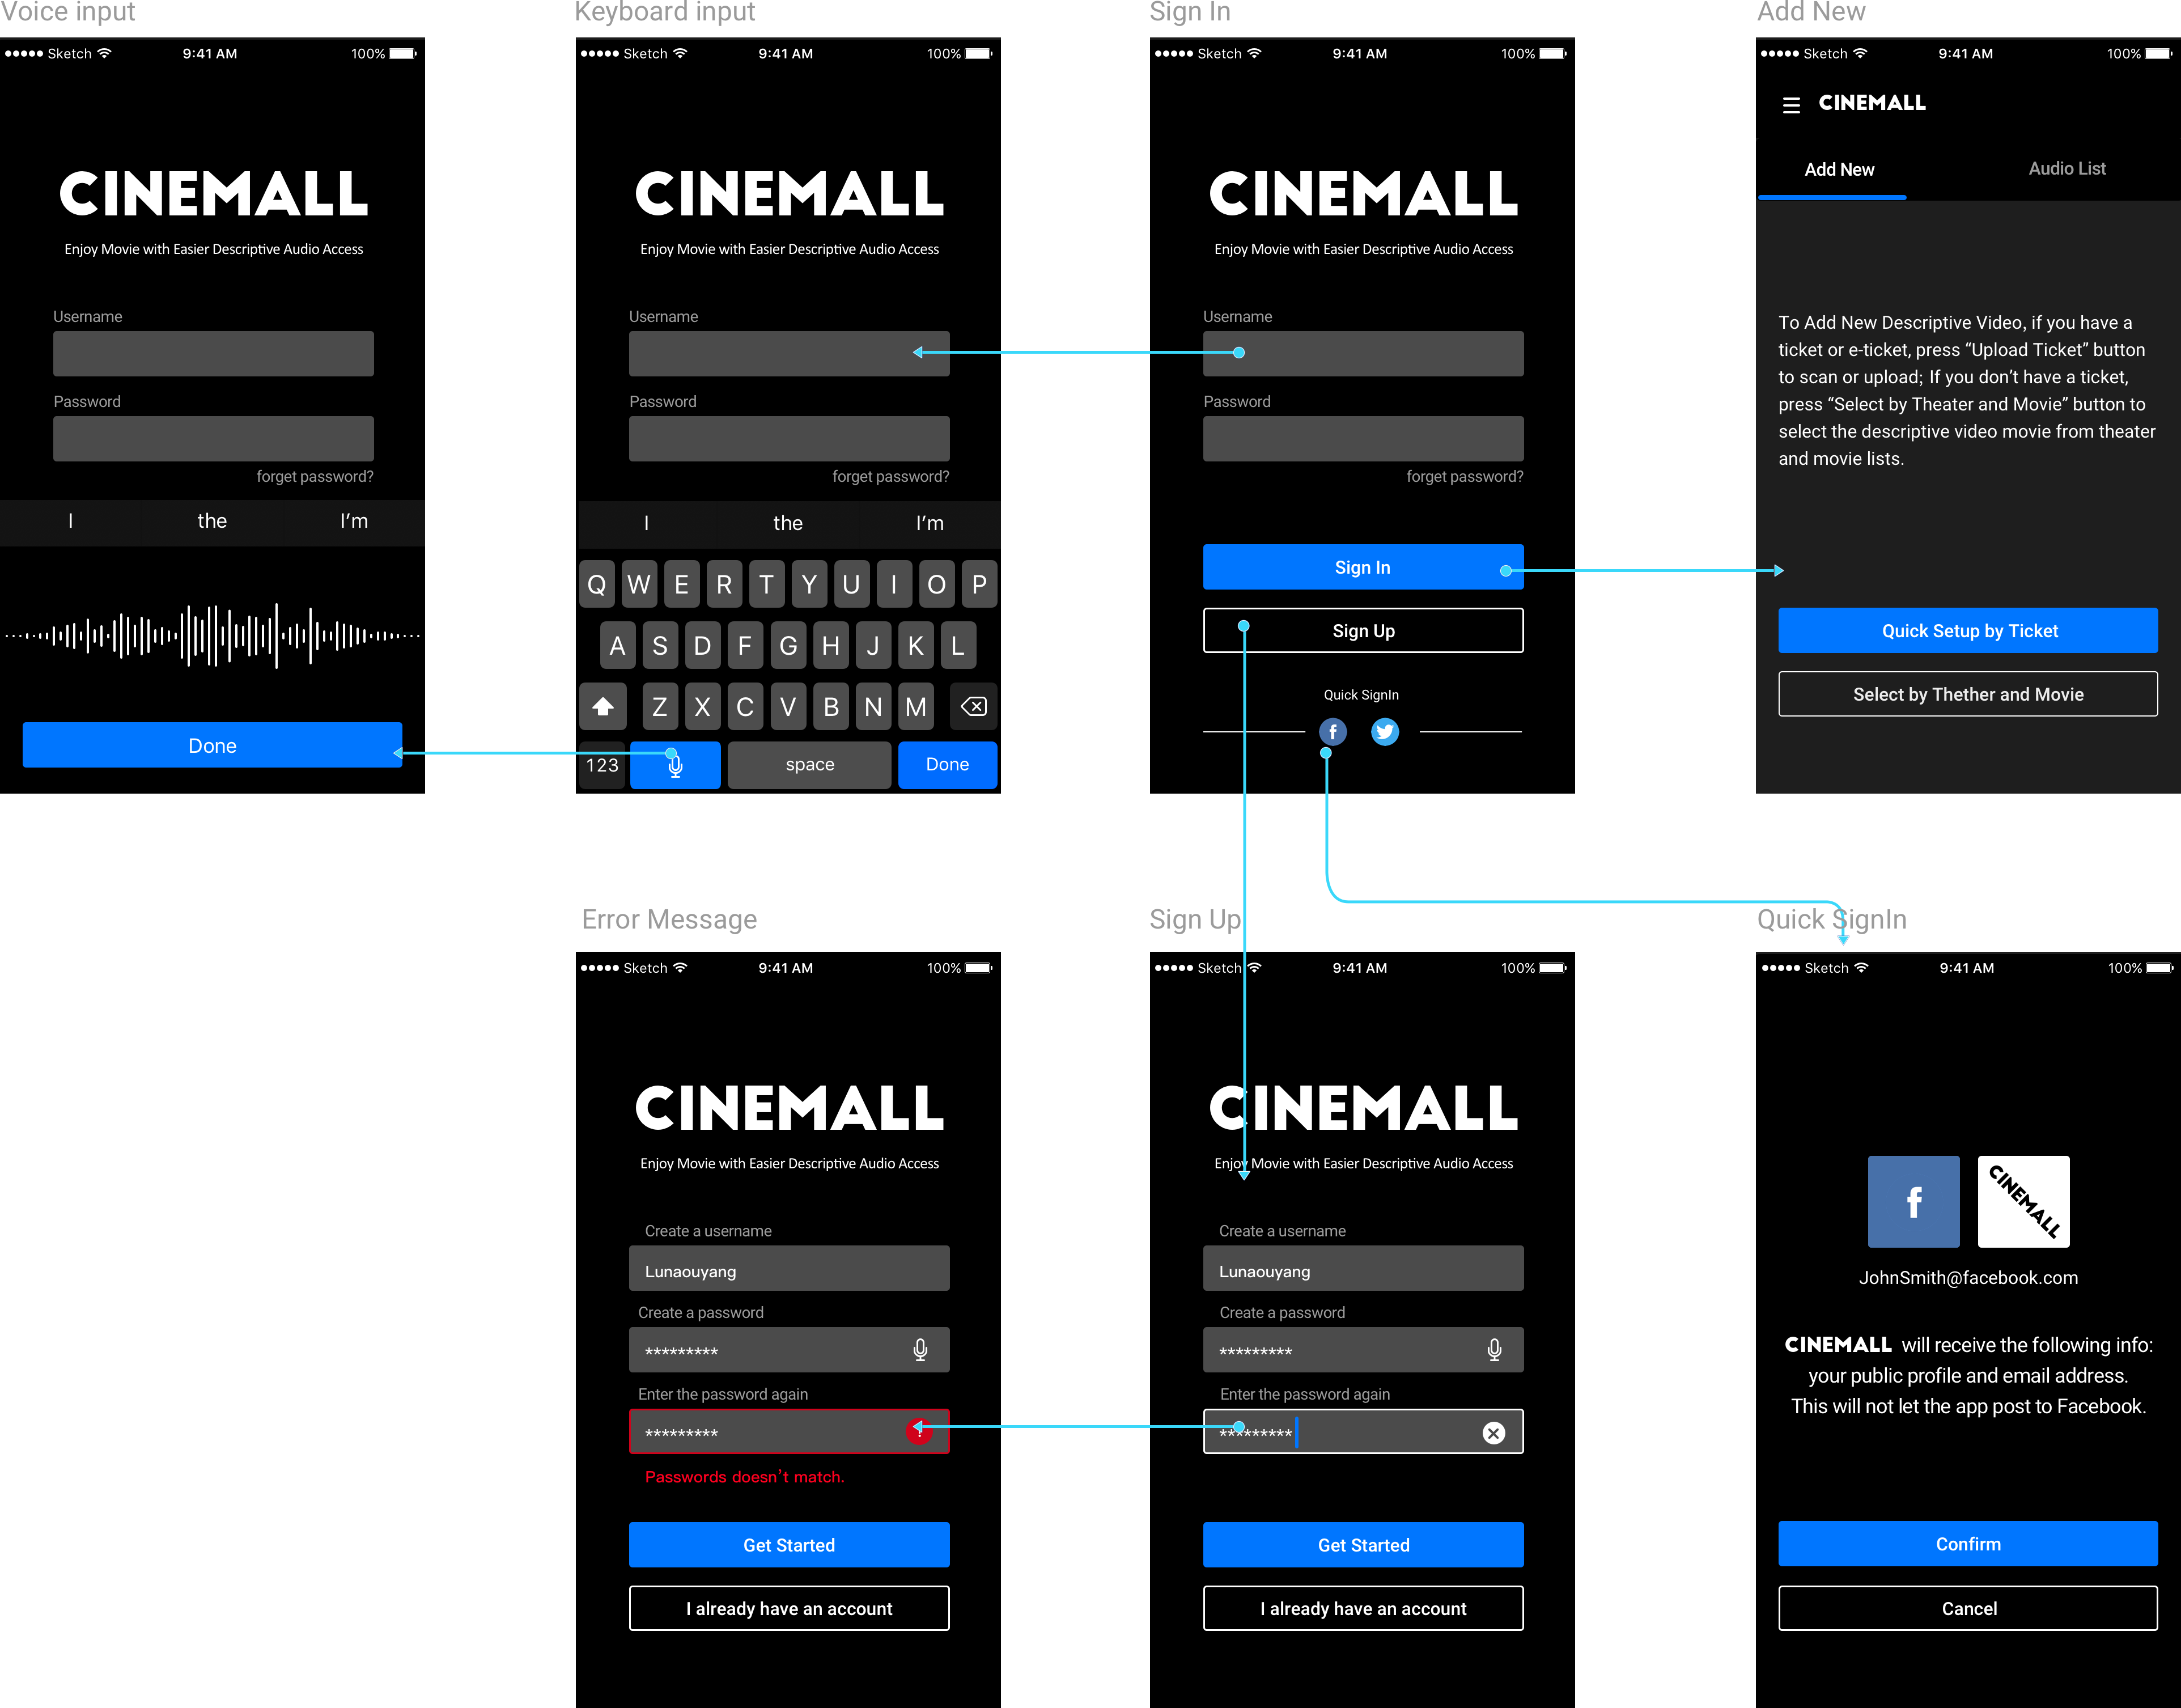 Voice input
Sketch 9:41 AM 100%
CINEMALL
Enjoy Movie with Easier Descriptive Audio Access
Username
Password
forget password?
I the I'm
Done
Keyboard input
Sketch 9:41 AM 100%
CINEMALL
Enjoy Movie with Easier Descriptive Audio Access
Username
Password
forget password?
I the I'm
Q W E R T Y U I O P
A S D F G H J K L
Z X C V B N M
123 space Done
Sign In
Sketch 9:41 AM 100%
CINEMALL
Enjoy Movie with Easier Descriptive Audio Access
Username
Password
forget password?
Sign In
Sign Up
Quick SignIn
f
Add New
Sketch 9:41 AM 100%
CINEMALL
Add New Audio List
To Add New Descriptive Video, if you have a
ticket or e-ticket, press “Upload Ticket” button
to scan or upload; If you don’t have a ticket,
press “Select by Theater and Movie” button to
select the descriptive video movie from theater
and movie lists.
Quick Setup by Ticket
Select by Thether and Movie
Error Message
Sketch 9:41 AM 100%
CINEMALL
Enjoy Movie with Easier Descriptive Audio Access
Create a username
Lunaouyang
Create a password
*********
Enter the password again
*********
Passwords doesn't match.
Get Started
I already have an account
Sign Up
Sketch 9:41 AM 100%
CINEMALL
Enjoy Movie with Easier Descriptive Audio Access
Create a username
Lunaouyang
Create a password
*********
Enter the password again
*********
Get Started
I already have an account
Quick SignIn
Sketch 9:41 AM 100%
f CINEMALL
JohnSmith@facebook.com
CINEMALL will receive the following info:
your public profile and email address.
This will not let the app post to Facebook.
Confirm
Cancel